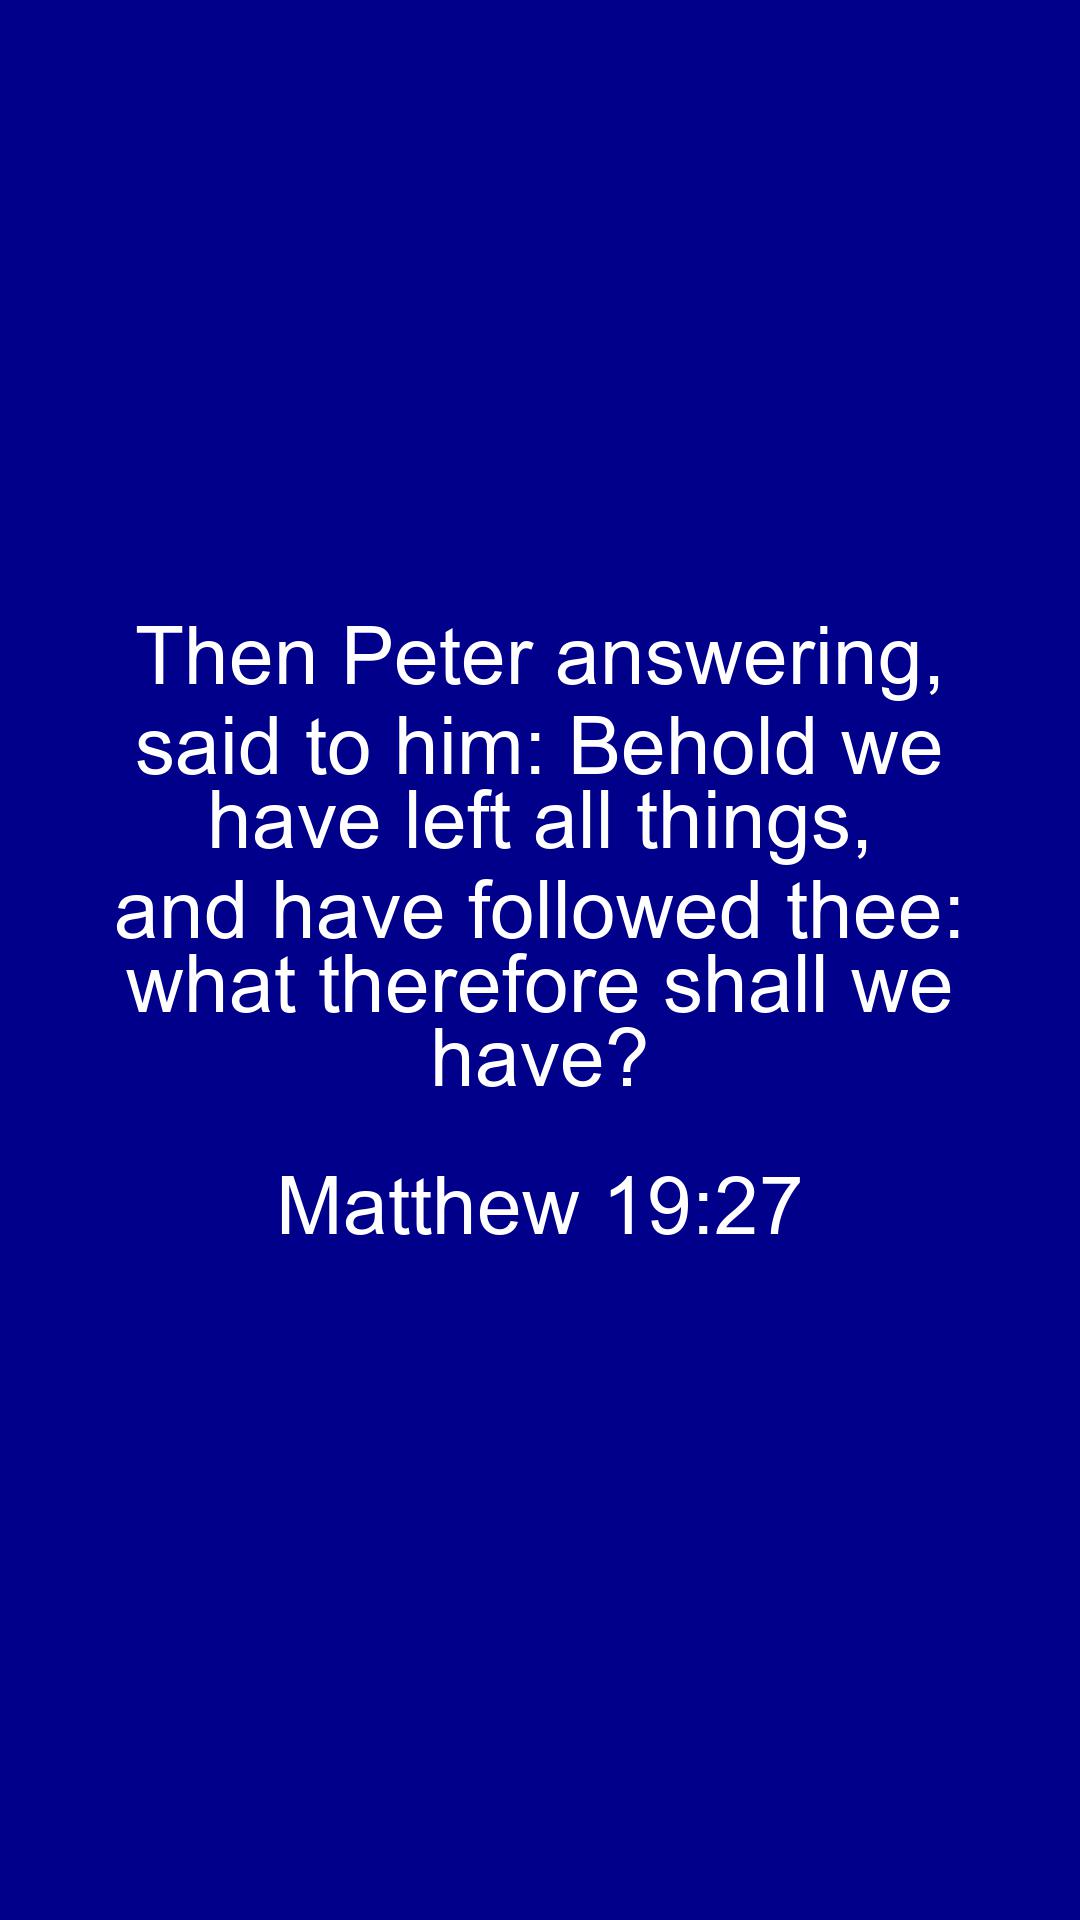 Then Peter answering,
said to him: Behold we
have left all things,
and have followed thee:
what therefore shall we
have?
Matthew 19:27